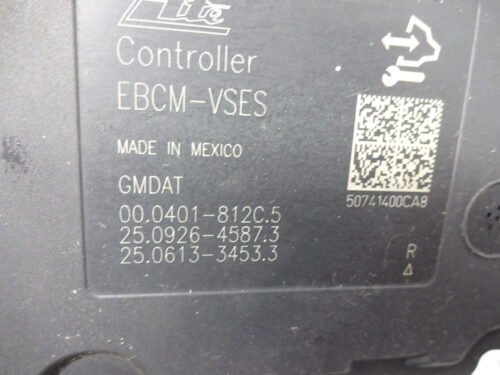 Ate
Controller
EBCM-VSES
MADE IN MEXICO
GMDAT
00.0401-812C.5
25.0926-4587.3
25.0613-3453.3
50741400CA8
R